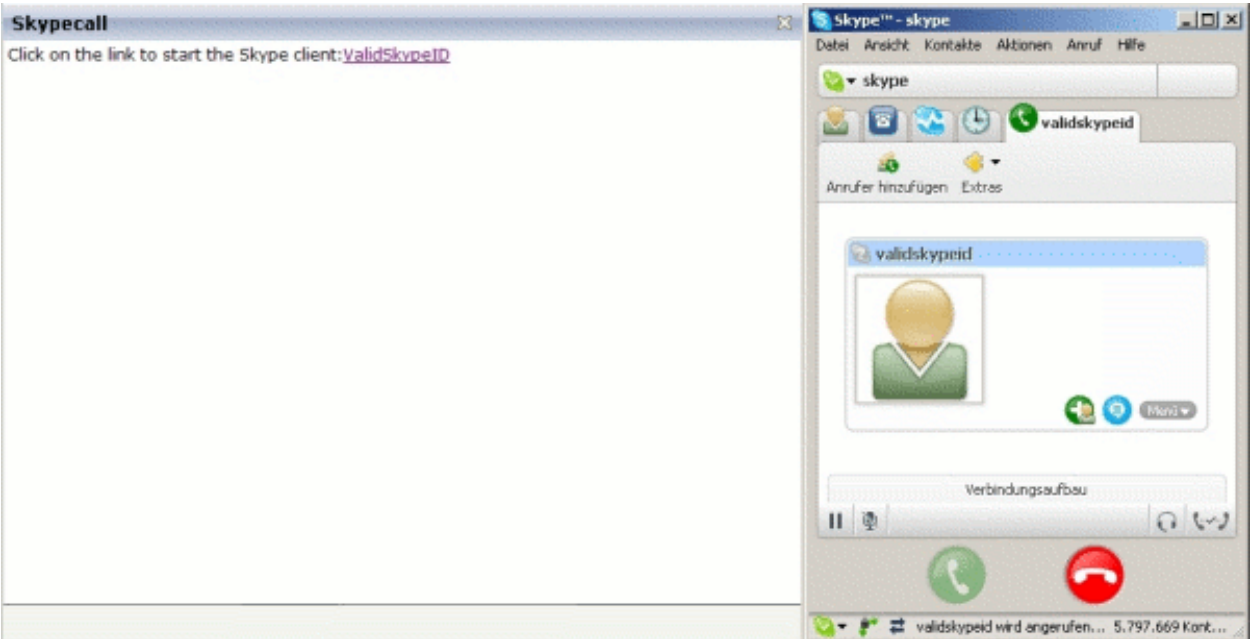 Skypecall
Click on the link to start the Skype client:ValidSkypeID
Skype™ - skype
Datei Ansicht Kontakte Aktionen Anruf Hilfe
skype
validskypeid
Anrufer hinzufügen Extras
validskypeid
Menü
Verbindungsaufbau
validskypeid wird angerufen... 5.797.669 Kont...